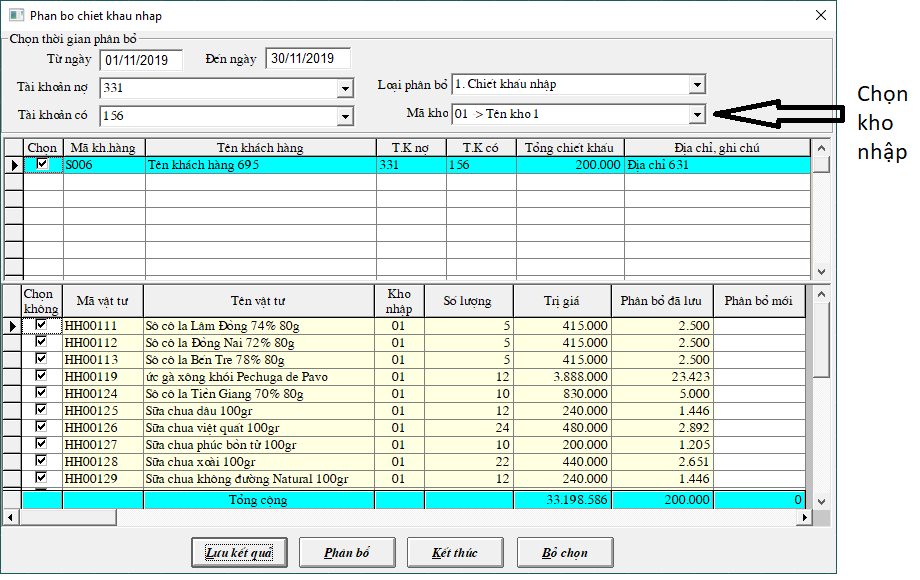 Phan bo chiet khau nhap
Chọn thời gian phân bổ
Từ ngày 01/11/2019 Đến ngày 30/11/2019
Tài khoản nợ 331 Loại phân bổ 1. Chiết khấu nhập
Tài khoản có 156 Mã kho 01 -> Tên kho 1
Chọn
kho
nhập
Chọn Mã kh.hàng Tên khách hàng T.K nợ T.K có Tổng chiết khấu Địa chỉ, ghi chú
S006 Tên khách hàng 695 331 156 200.000 Địa chỉ 631
Chọn không Mã vật tư Tên vật tư Kho nhập Số lượng Trị giá Phân bổ đã lưu Phân bổ mới
HH00111 Sô cô la Lâm Đồng 74% 80g 01 5 415.000 2.500
HH00112 Sô cô la Đồng Nai 72% 80g 01 5 415.000 2.500
HH00113 Sô cô la Bến Tre 78% 80g 01 5 415.000 2.500
HH00119 ức gà xông khói Pechuga de Pavo 01 12 3.888.000 23.423
HH00124 Sô cô la Tiền Giang 70% 80g 01 10 830.000 5.000
HH00125 Sữa chua dâu 100gr 01 12 240.000 1.446
HH00126 Sữa chua việt quất 100gr 01 24 480.000 2.892
HH00127 Sữa chua phúc bồn tử 100gr 01 10 200.000 1.205
HH00128 Sữa chua xoài 100gr 01 22 440.000 2.651
HH00129 Sữa chua không đường Natural 100gr 01 12 240.000 1.446
Tổng cộng 33.198.586 200.000 0
Lưu kết quả Phân bổ Kết thúc Bỏ chọn